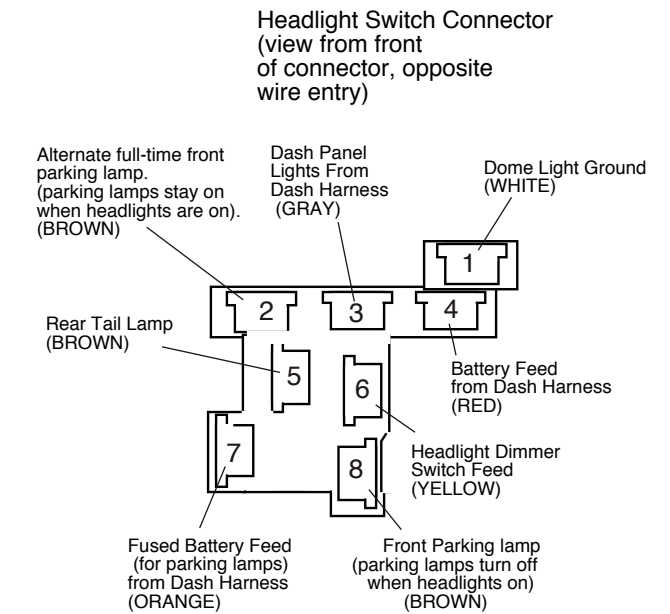 Headlight Switch Connector
(view from front
of connector, opposite
wire entry)
Alternate full-time front
parking lamp.
(parking lamps stay on
when headlights are on).
(BROWN)
Dash Panel
Lights From
Dash Harness
(GRAY)
Dome Light Ground
(WHITE)
1
2
3
4
Rear Tail Lamp
(BROWN)
5
6
Battery Feed
from Dash Harness
(RED)
7
8
Headlight Dimmer
Switch Feed
(YELLOW)
Fused Battery Feed
(for parking lamps)
from Dash Harness
(ORANGE)
Front Parking lamp
(parking lamps turn off
when headlights on)
(BROWN)